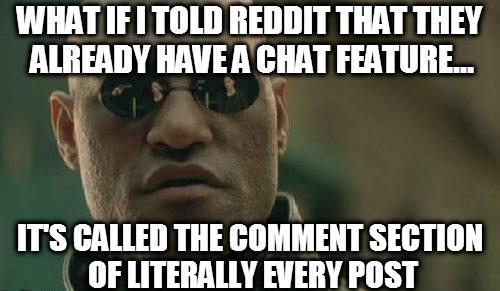 WHAT IF I TOLD REDDIT THAT THEY
ALREADY HAVE A CHAT FEATURE...
IT'S CALLED THE COMMENT SECTION
OF LITERALLY EVERY POST